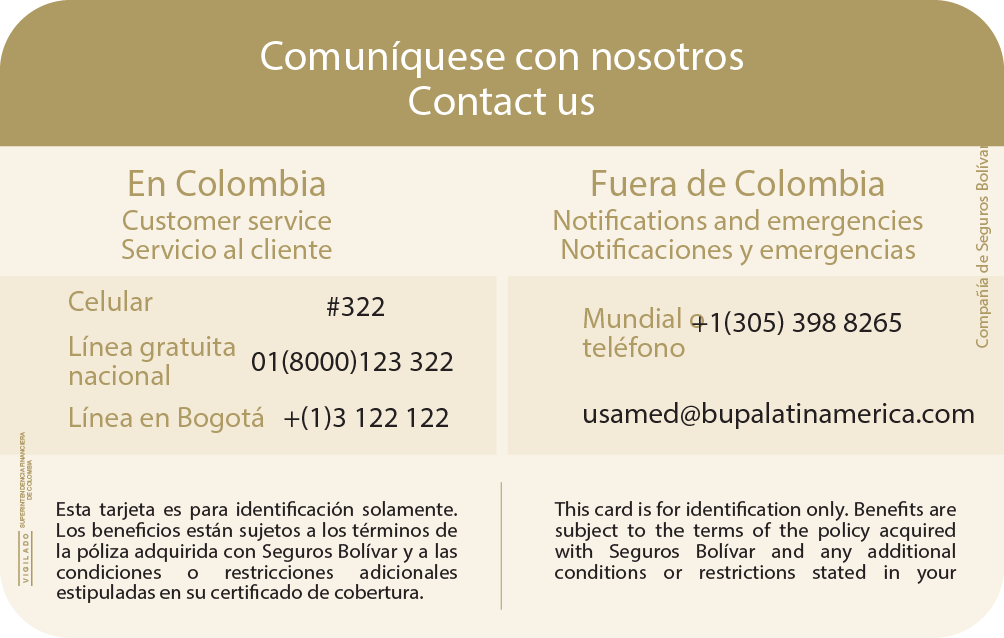 Comuníquese con nosotros
Contact us
En Colombia
Customer service
Servicio al cliente
Celular #322
Línea gratuita
nacional
01(8000)123 322
Línea en Bogotá +(1)3 122 122
Fuera de Colombia
Notifications and emergencies
Notificaciones y emergencias
Mundial o
teléfono
+1(305) 398 8265
usamed@bupalatinamerica.com
Compañía de Seguros Bolívar
VIGILADO
SUPERINTENDENCIA FINANCIERA
DE COLOMBIA
Esta tarjeta es para identificación solamente.
Los beneficios están sujetos a los términos de
la póliza adquirida con Seguros Bolívar y a las
condiciones o restricciones adicionales
estipuladas en su certificado de cobertura.
This card is for identification only. Benefits are
subject to the terms of the policy acquired
with Seguros Bolívar and any additional
conditions or restrictions stated in your